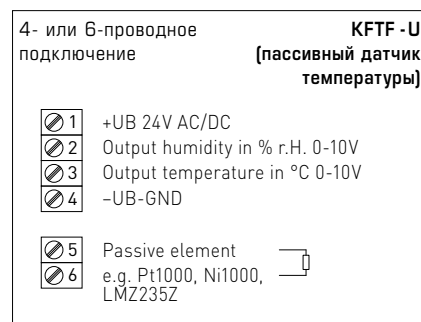 4- или 6-проводное
подключение
KFTF - U
(пассивный датчик
температуры)
1 +UB 24V AC/DC
2 Output humidity in % r.H. 0-10V
3 Output temperature in °C 0-10V
4 –UB-GND
5 Passive element
6 e.g. Pt1000, Ni1000,
LMZ235Z